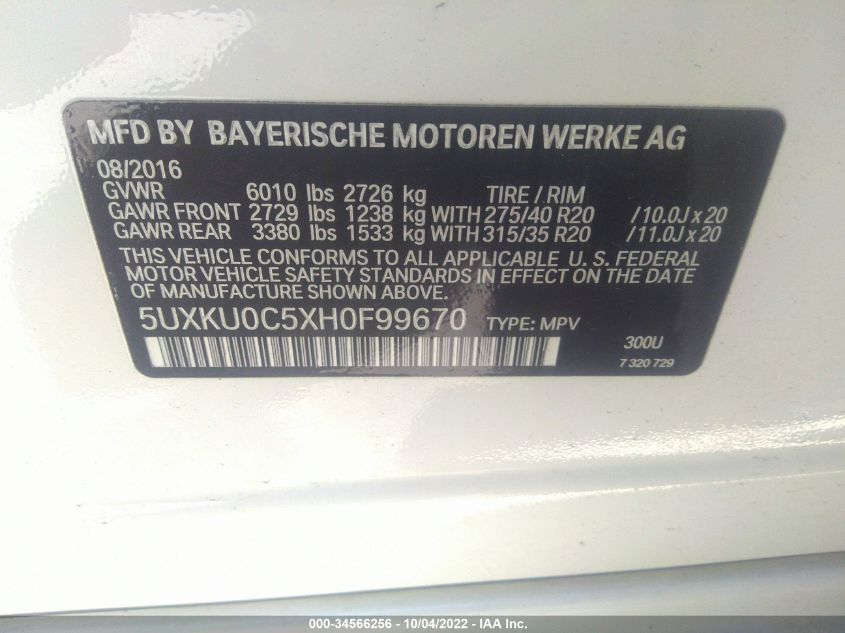 MFD BY BAYERISCHE MOTOREN WERKE AG
08/2016
GVWR 6010 lbs 2726 kg TIRE / RIM
GAWR FRONT 2729 lbs 1238 kg WITH 275/40 R20 /10.0J x 20
GAWR REAR 3380 lbs 1533 kg WITH 315/35 R20 /11.0J x 20
THIS VEHICLE CONFORMS TO ALL APPLICABLE U. S. FEDERAL
MOTOR VEHICLE SAFETY STANDARDS IN EFFECT ON THE DATE
OF MANUFACTURE SHOWN ABOVE.
5UXKU0C5XH0F99670 TYPE: MPV 300U
7 320 729
000-34566256 - 10/04/2022 - IAA Inc.